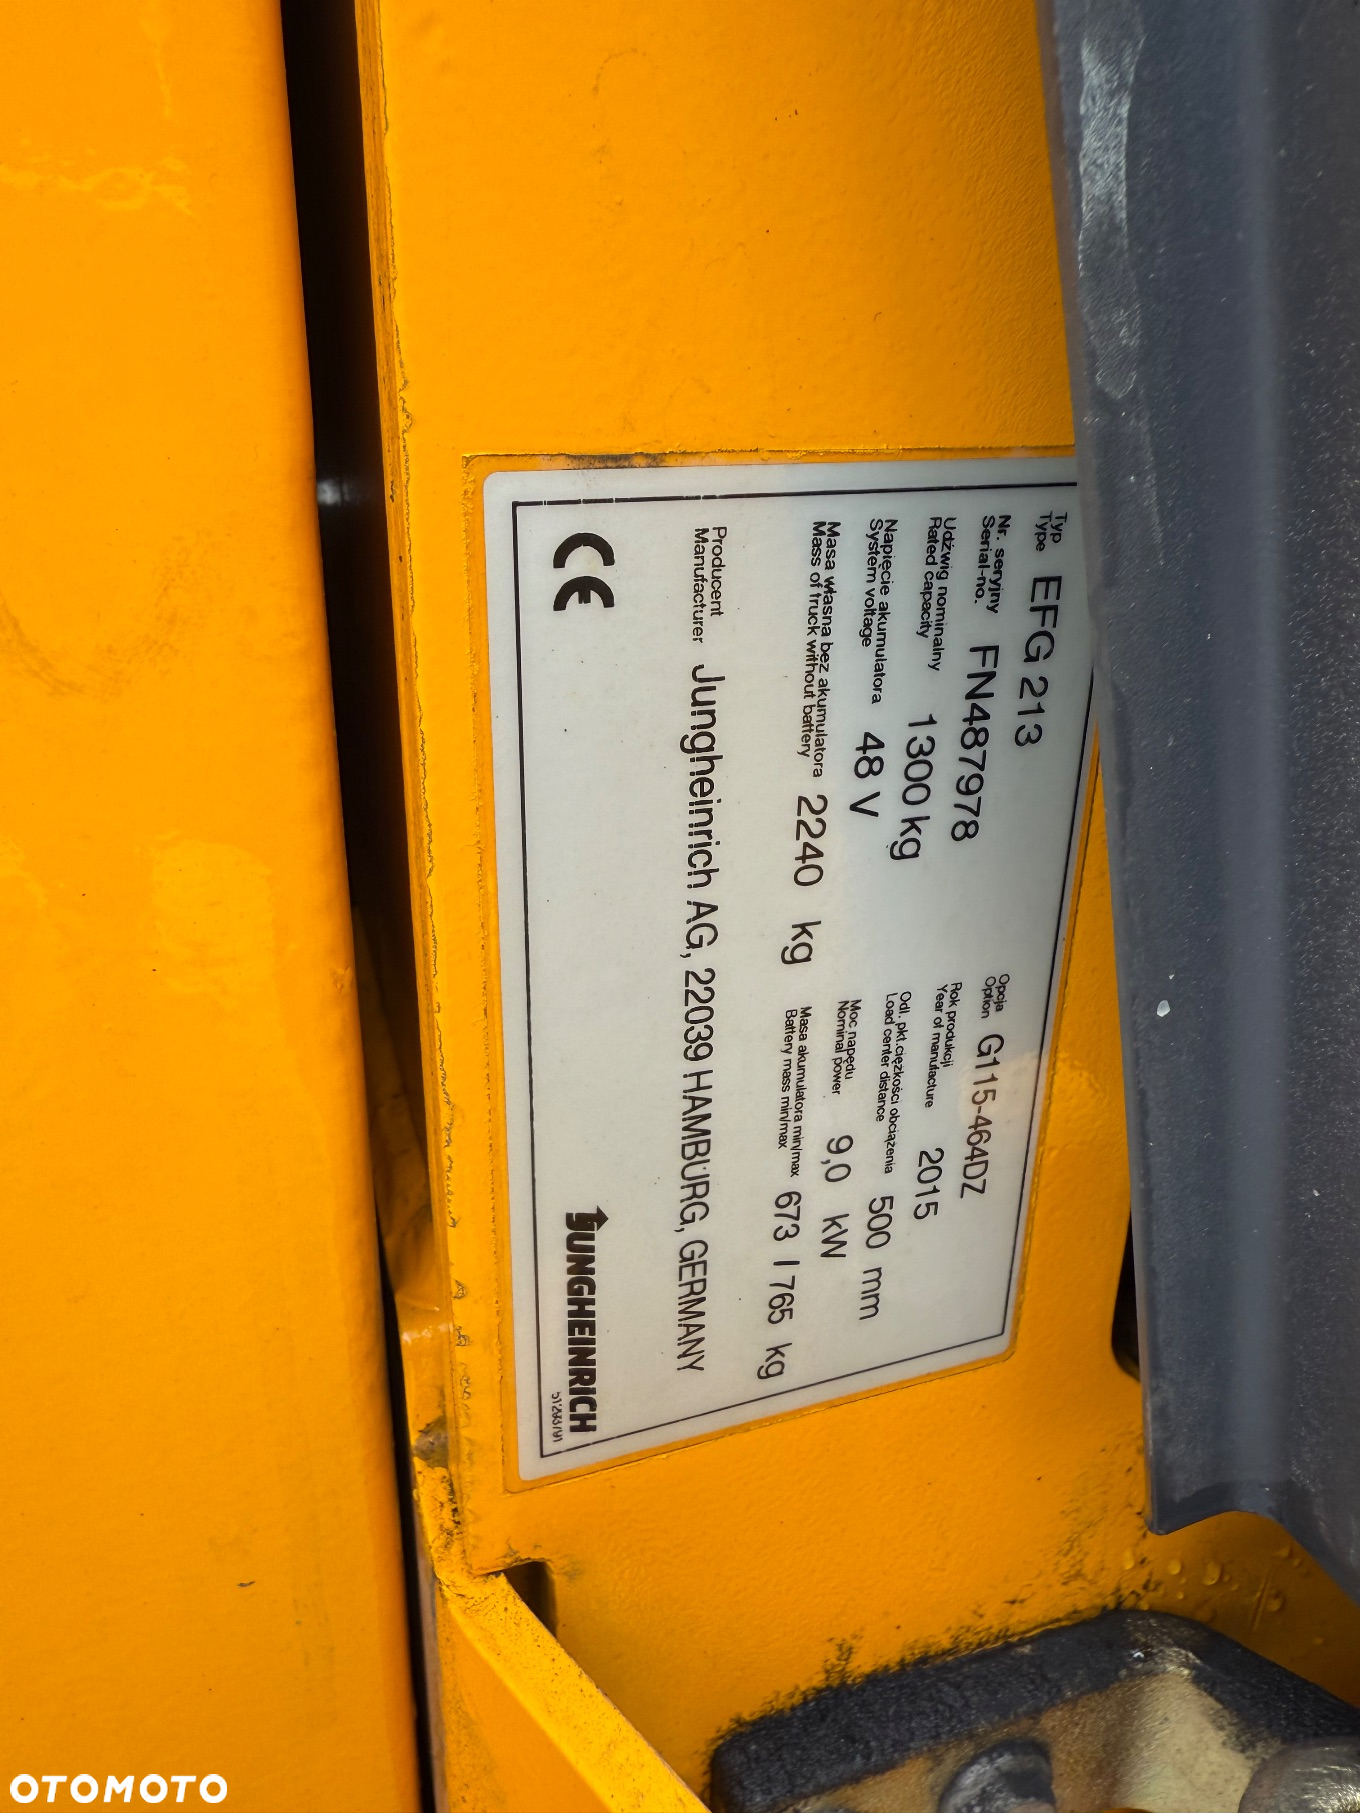 Typ
Type EFG 213
Nr. seryjny
Serial-no. FN487978
Opcja
Option G115-464DZ
Udźwig nominalny
Rated capacity 1300 kg
Rok produkcji
Year of manufacture 2015
Napięcie akumulatora
System voltage 48 V
Odl. pkt.ciężkości obciążenia
Load center distance 500 mm
Moc napędu
Nominal power 9,0 kW
Masa własna bez akumulatora
Mass of truck without battery 2240 kg
Masa akumulatora min/max
Battery mass min/max 673 / 765 kg
Producent
Manufacturer Jungheinrich AG, 22039 HAMBURG, GERMANY
CE
JUNGHEINRICH
OTOMOTO